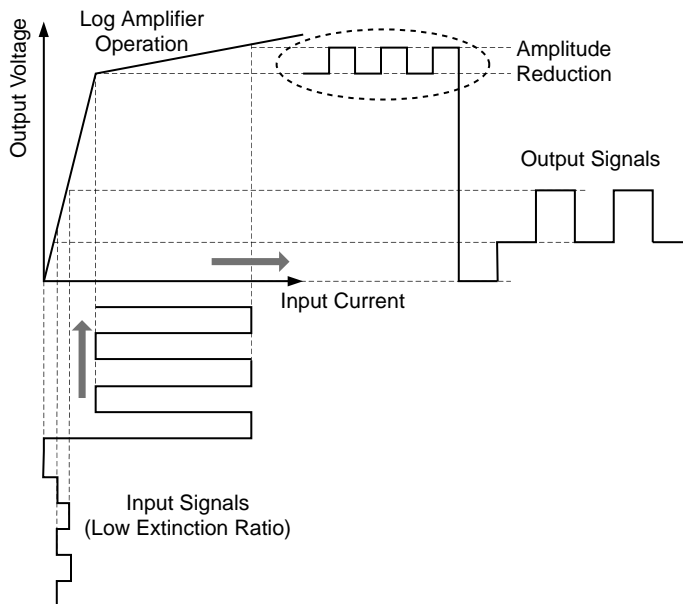 Log Amplifier
Operation
Output Voltage
Amplitude
Reduction
Output Signals
Input Current
Input Signals
(Low Extinction Ratio)